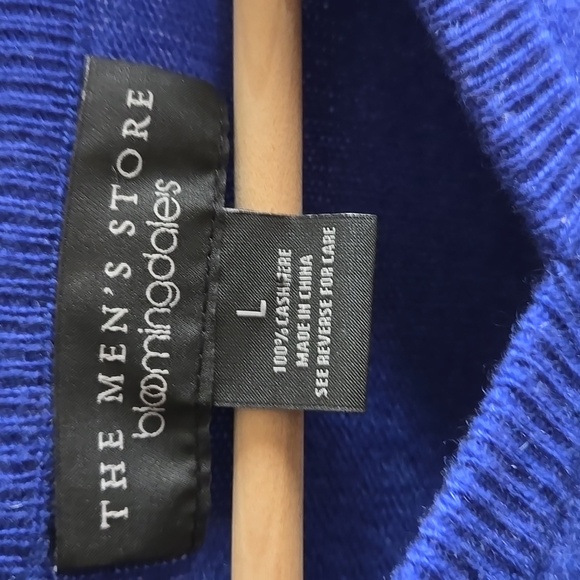 THE MEN'S STORE
bloomingdale's
L
100% CASHMERE
MADE IN CHINA
SEE REVERSE FOR CARE